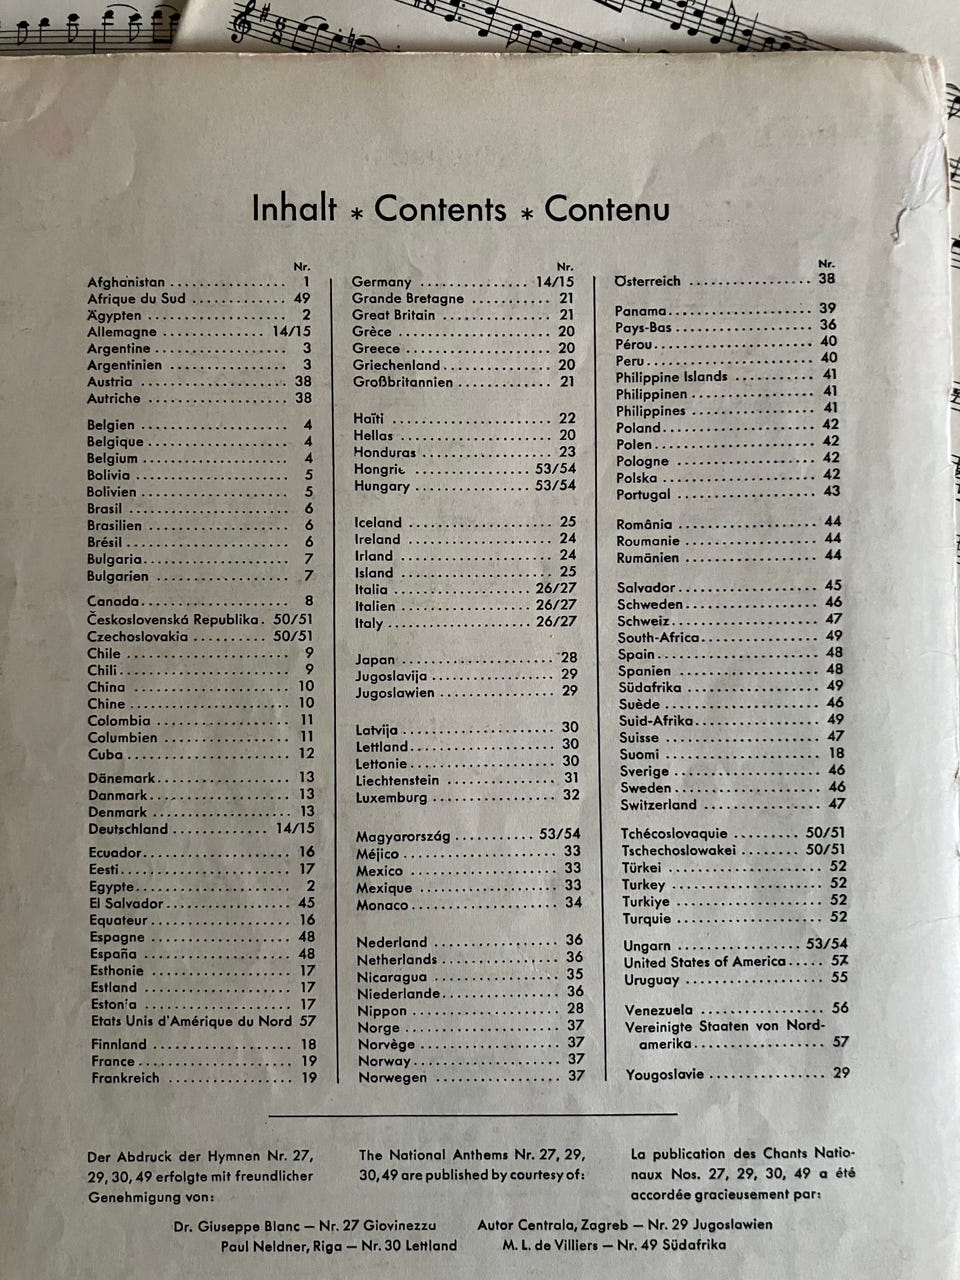 Inhalt * Contents * Contenu
Nr.
Afghanistan ................ 1
Afrique du Sud ............ 49
Ägypten .................. 2
Allemagne ............. 14/15
Argentine ................. 3
Argentinien ............... 3
Austria .................. 38
Autriche ................. 38
Belgien ................... 4
Belgique .................. 4
Belgium ................... 4
Bolivia ................... 5
Bolivien .................. 5
Brasil .................... 6
Brasilien ................. 6
Brésil .................... 6
Bulgaria .................. 7
Bulgarien ................. 7
Canada .................... 8
Československá Republika . 50/51
Czechoslovakia .......... 50/51
Chile ..................... 9
Chili ..................... 9
China .................... 10
Chine .................... 10
Colombia ................. 11
Columbien ................ 11
Cuba ..................... 12
Dänemark ................. 13
Danmark .................. 13
Denmark .................. 13
Deutschland ............ 14/15
Ecuador .................. 16
Eesti .................... 17
Egypte .................... 2
El Salvador .............. 45
Equateur ................. 16
Espagne .................. 48
España ................... 48
Esthonie ................. 17
Estland .................. 17
Estonia .................. 17
Etats Unis d'Amérique du Nord 57
Finnland ................. 18
France ................... 19
Frankreich ............... 19
Nr.
Germany ............... 14/15
Grande Bretagne .......... 21
Great Britain ............ 21
Grèce .................... 20
Greece ................... 20
Griechenland ............. 20
Großbritannien ........... 21
Haïti .................... 22
Hellas ................... 20
Honduras ................. 23
Hongrie ............... 53/54
Hungary ............... 53/54
Iceland .................. 25
Ireland .................. 24
Irland ................... 24
Island ................... 25
Italia ................ 26/27
Italien ............... 26/27
Italy ................. 26/27
Japan .................... 28
Jugoslavija .............. 29
Jugoslawien .............. 29
Latvija .................. 30
Lettland ................. 30
Lettonie ................. 30
Liechtenstein ............ 31
Luxemburg ................ 32
Magyarország .......... 53/54
Méjico ................... 33
Mexico ................... 33
Mexique .................. 33
Monaco ................... 34
Nederland ................ 36
Netherlands .............. 36
Nicaragua ................ 35
Niederlande .............. 36
Nippon ................... 28
Norge .................... 37
Norvège .................. 37
Norway ................... 37
Norwegen ................. 37
Nr.
Österreich ............... 38
Panama ................... 39
Pays-Bas ................. 36
Pérou .................... 40
Peru ..................... 40
Philippine Islands ....... 41
Philippinen .............. 41
Philippines .............. 41
Poland ................... 42
Polen .................... 42
Pologne .................. 42
Polska ................... 42
Portugal ................. 43
România .................. 44
Roumanie ................. 44
Rumänien ................. 44
Salvador ................. 45
Schweden ................. 46
Schweiz .................. 47
South-Africa ............. 49
Spain .................... 48
Spanien .................. 48
Südafrika ................ 49
Suède .................... 46
Suid-Afrika .............. 49
Suisse ................... 47
Suomi .................... 18
Sverige .................. 46
Sweden ................... 46
Switzerland .............. 47
Tchécoslovaquie ....... 50/51
Tschechoslowakei ...... 50/51
Türkei ................... 52
Turkey ................... 52
Turkiye .................. 52
Turquie .................. 52
Ungarn ................ 53/54
United States of America ..... 57
Uruguay .................. 55
Venezuela ................ 56
Vereinigte Staaten von Nord-
amerika .................. 57
Yougoslavie .............. 29
Der Abdruck der Hymnen Nr. 27,
29, 30, 49 erfolgte mit freundlicher
Genehmigung von:
The National Anthems Nr. 27, 29,
30, 49 are published by courtesy of:
La publication des Chants Natio-
naux Nos. 27, 29, 30, 49 a été
accordée gracieusement par:
Dr. Giuseppe Blanc — Nr. 27 Giovinezza Autor Centrala, Zagreb — Nr. 29 Jugoslawien
Paul Neldner, Riga — Nr. 30 Lettland M. L. de Villiers — Nr. 49 Südafrika